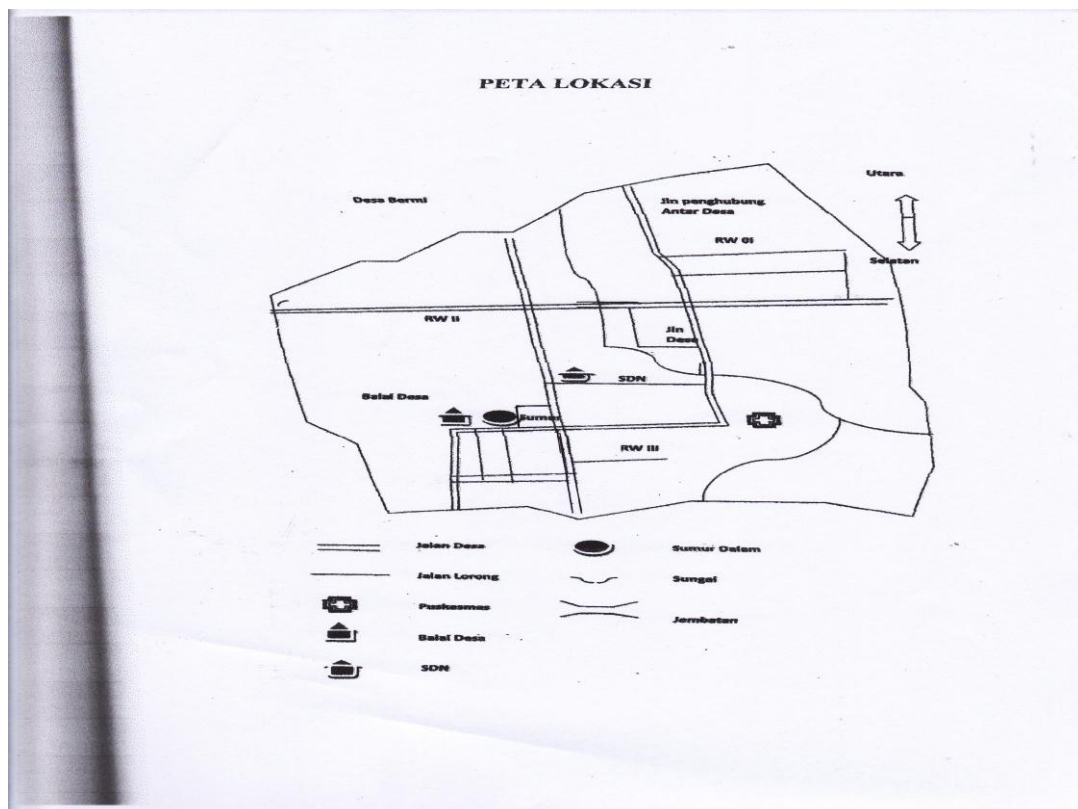 PETA LOKASI
Utara
Desa Bermi
Jln penghubung
Antar Desa
RW 0I
Selatan
RW II
Jln
Desa
SDN
Balai Desa
Sumur
RW III
Jalan Desa
Sumur Dalam
Jalan Lorong
Sungai
Puskesmas
Jembatan
Balai Desa
SDN